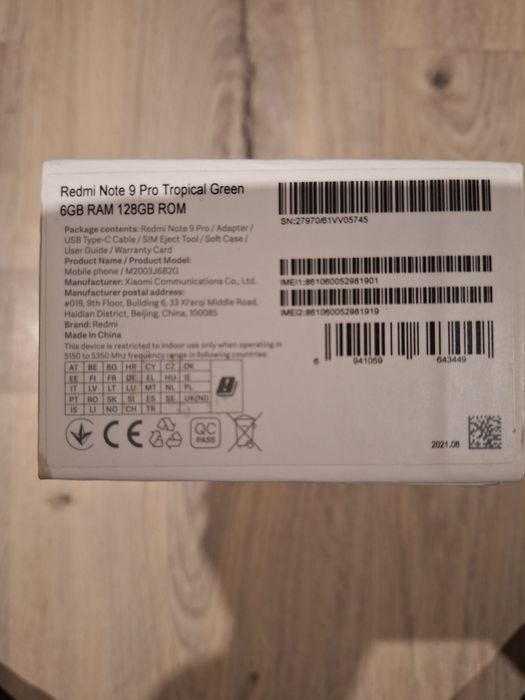 Redmi Note 9 Pro Tropical Green
6GB RAM 128GB ROM
Package contents: Redmi Note 9 Pro / Adapter /
USB Type-C Cable / SIM Eject Tool / Soft Case /
User Guide / Warranty Card
Product Name / Product Model:
Mobile phone / M2003J6B2G
Manufacturer: Xiaomi Communications Co., Ltd.
Manufacturer postal address:
#019, 9th Floor, Building 6, 33 Xi'erqi Middle Road,
Haidian District, Beijing, China, 100085
Brand: Redmi
Made in China
This device is restricted to indoor use only when operating in
5150 to 5350 Mhz frequency range in following countries:
AT BE BG HR CY CZ DK
EE FI FR DE EL HU IE
IT LV LT LU MT NL PL
PT RO SK SI ES SE UK(NI)
IS LI NO CH TR
CE
QC
PASS
SN:27970/61VV05745
IMEI1:861060052981901
IMEI2:861060052981919
6 941059 643449
2021.08